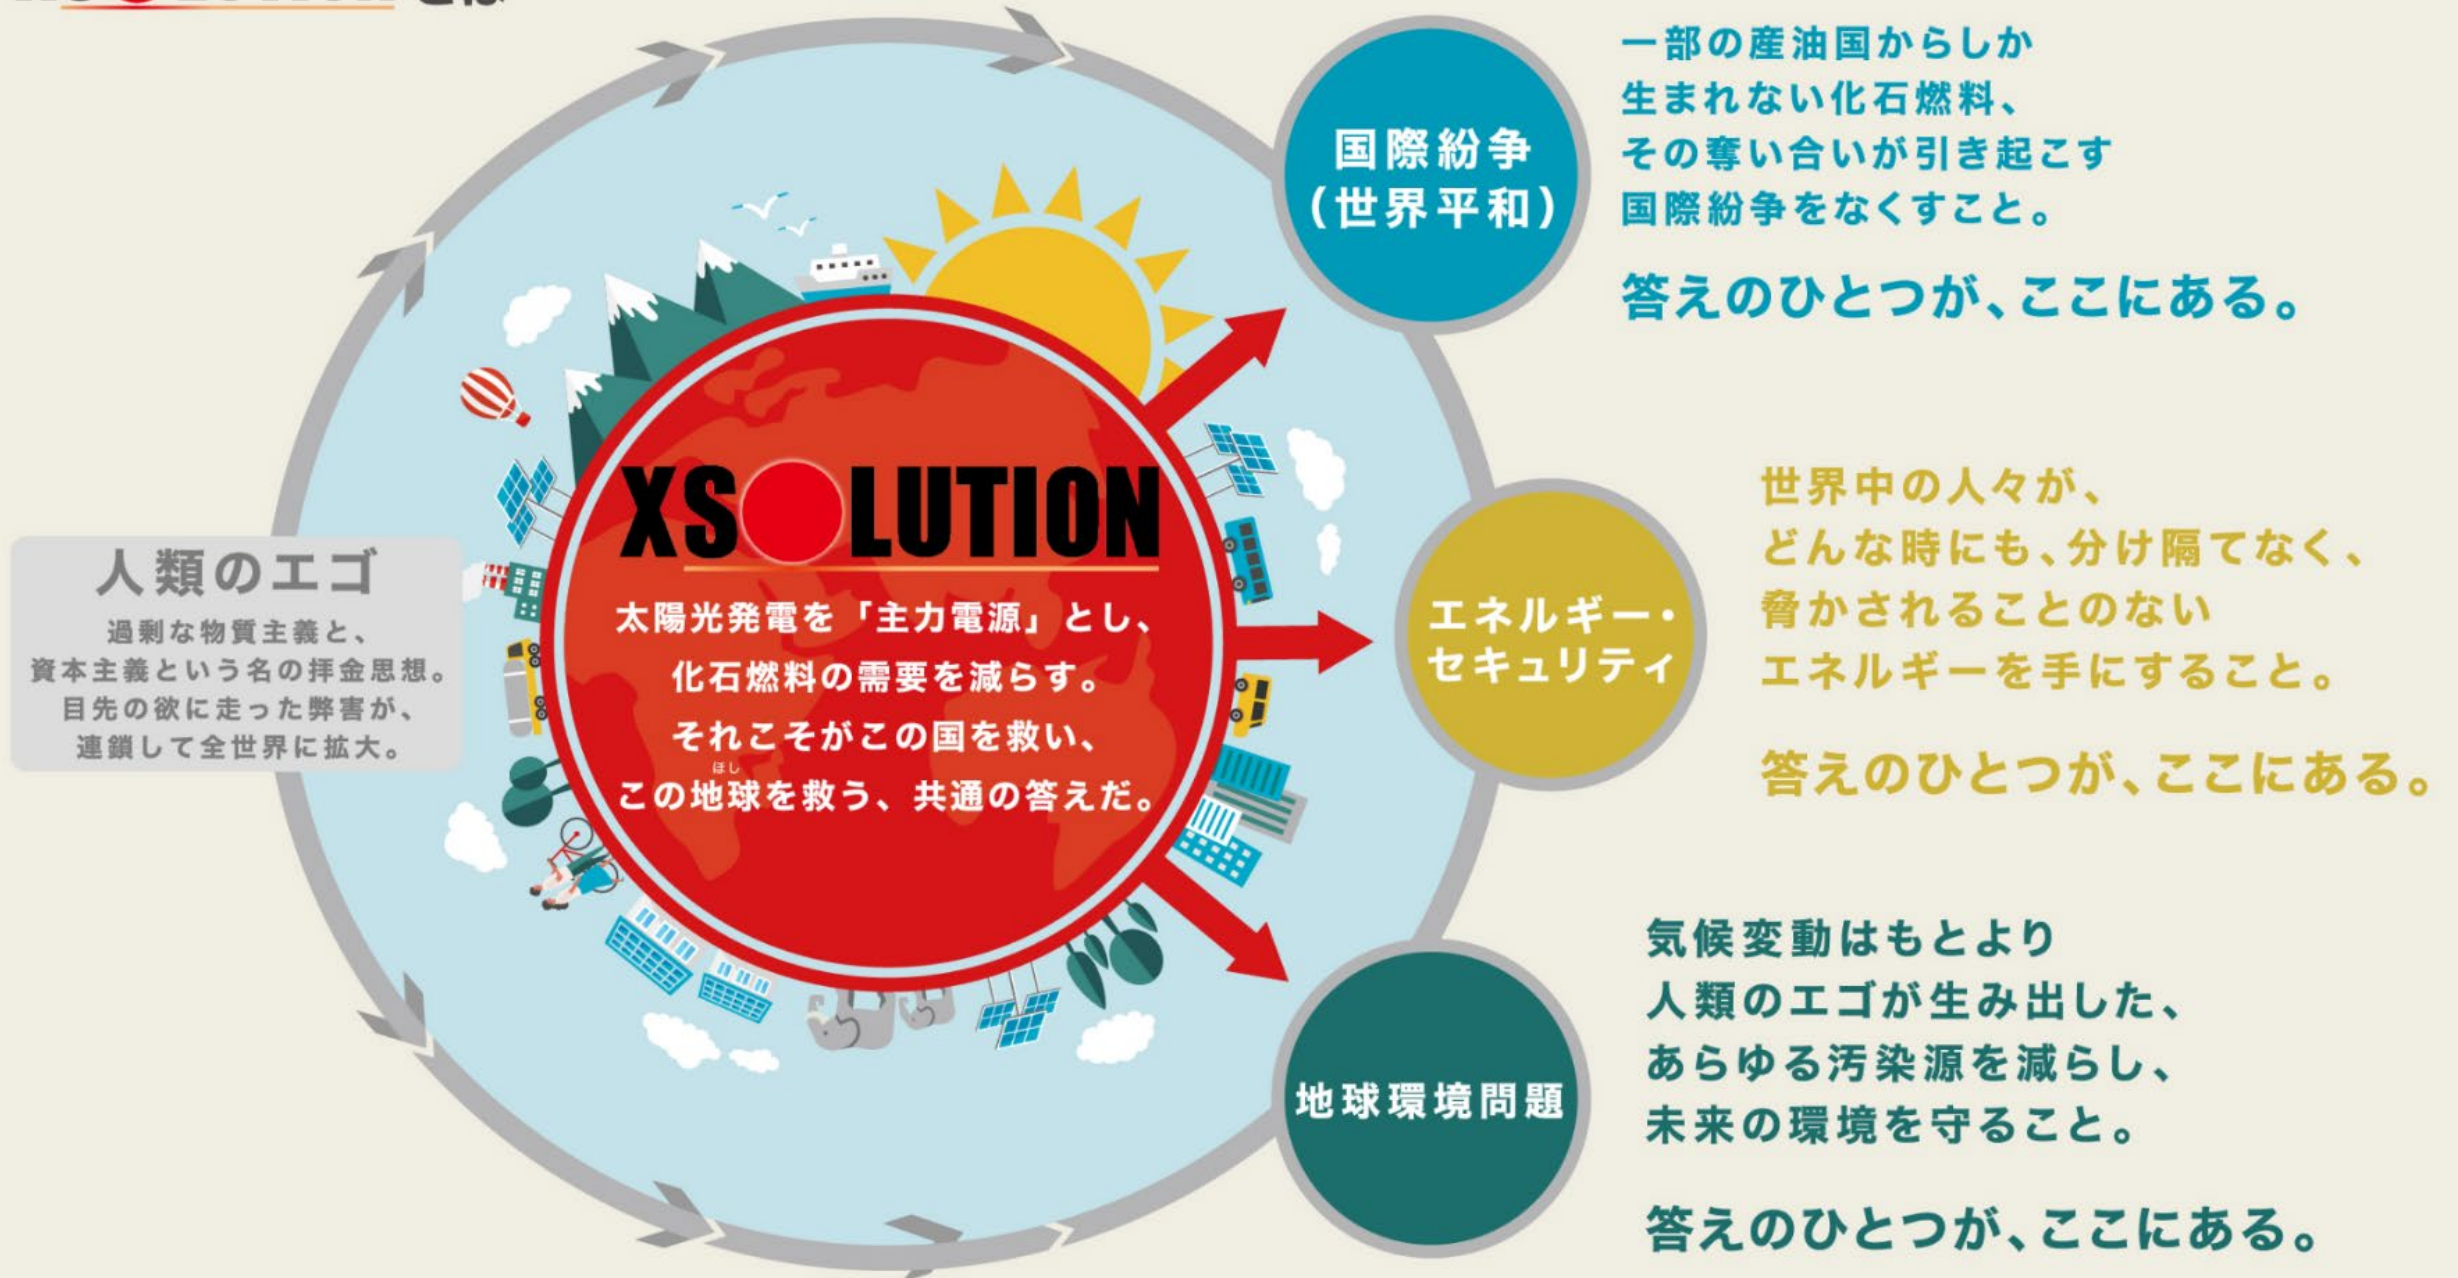 とは
人類のエゴ
過剰な物質主義と、
資本主義という名の拝金思想。
目先の欲に走った弊害が、
連鎖して全世界に拡大。
XSOLUTION
太陽光発電を「主力電源」とし、
化石燃料の需要を減らす。
それこそがこの国を救い、
ほし
この地球を救う、共通の答えだ。
国際紛争
（世界平和）
一部の産油国からしか
生まれない化石燃料、
その奪い合いが引き起こす
国際紛争をなくすこと。
答えのひとつが、ここにある。
エネルギー・
セキュリティ
世界中の人々が、
どんな時にも、分け隔てなく、
脅かされることのない
エネルギーを手にすること。
答えのひとつが、ここにある。
地球環境問題
気候変動はもとより
人類のエゴが生み出した、
あらゆる汚染源を減らし、
未来の環境を守ること。
答えのひとつが、ここにある。